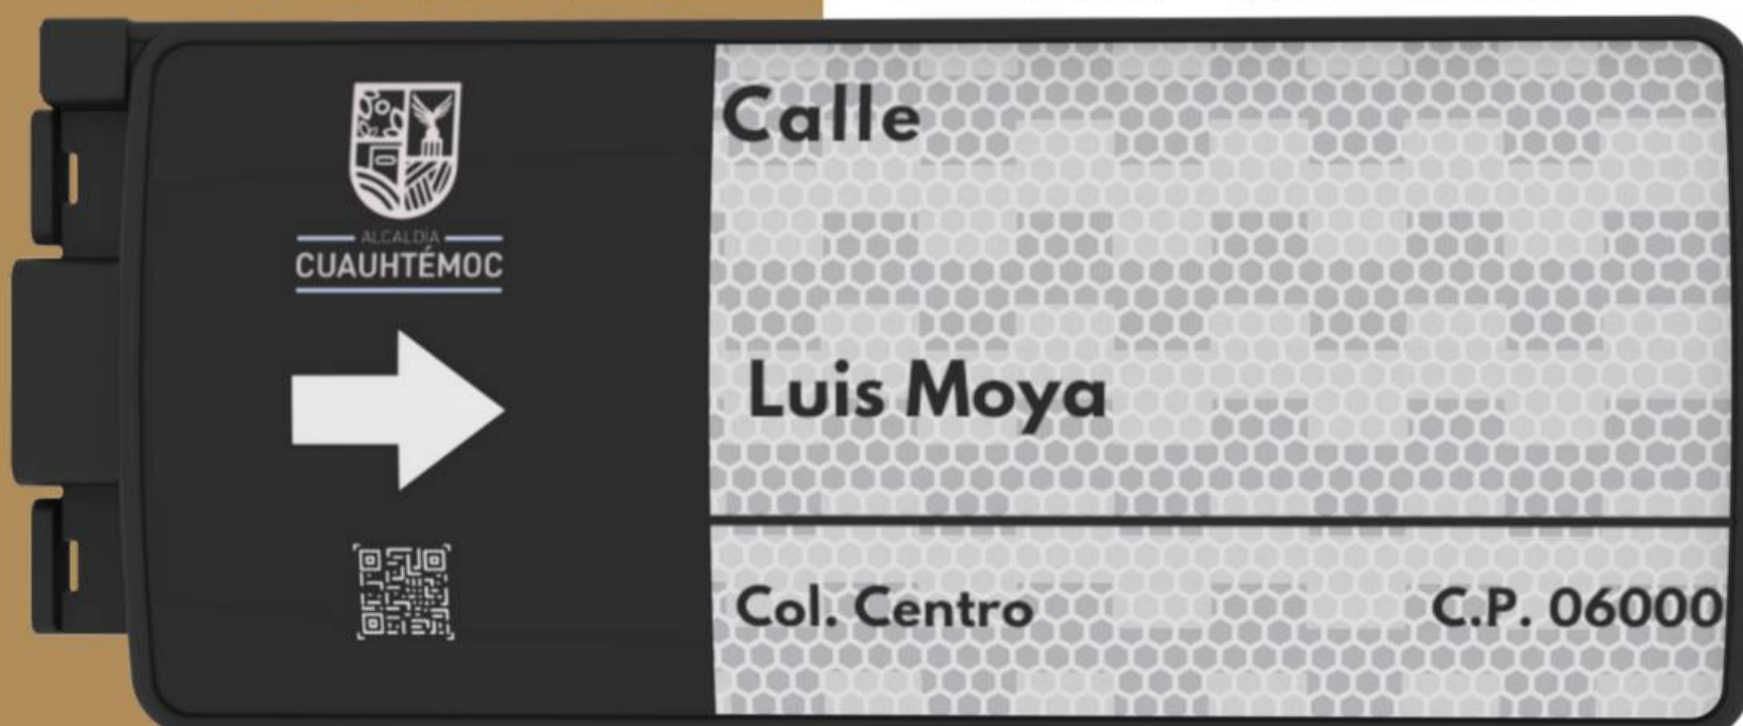 ALCALDÍA
CUAUHTÉMOC
Calle
Luis Moya
Col. Centro C.P. 06000